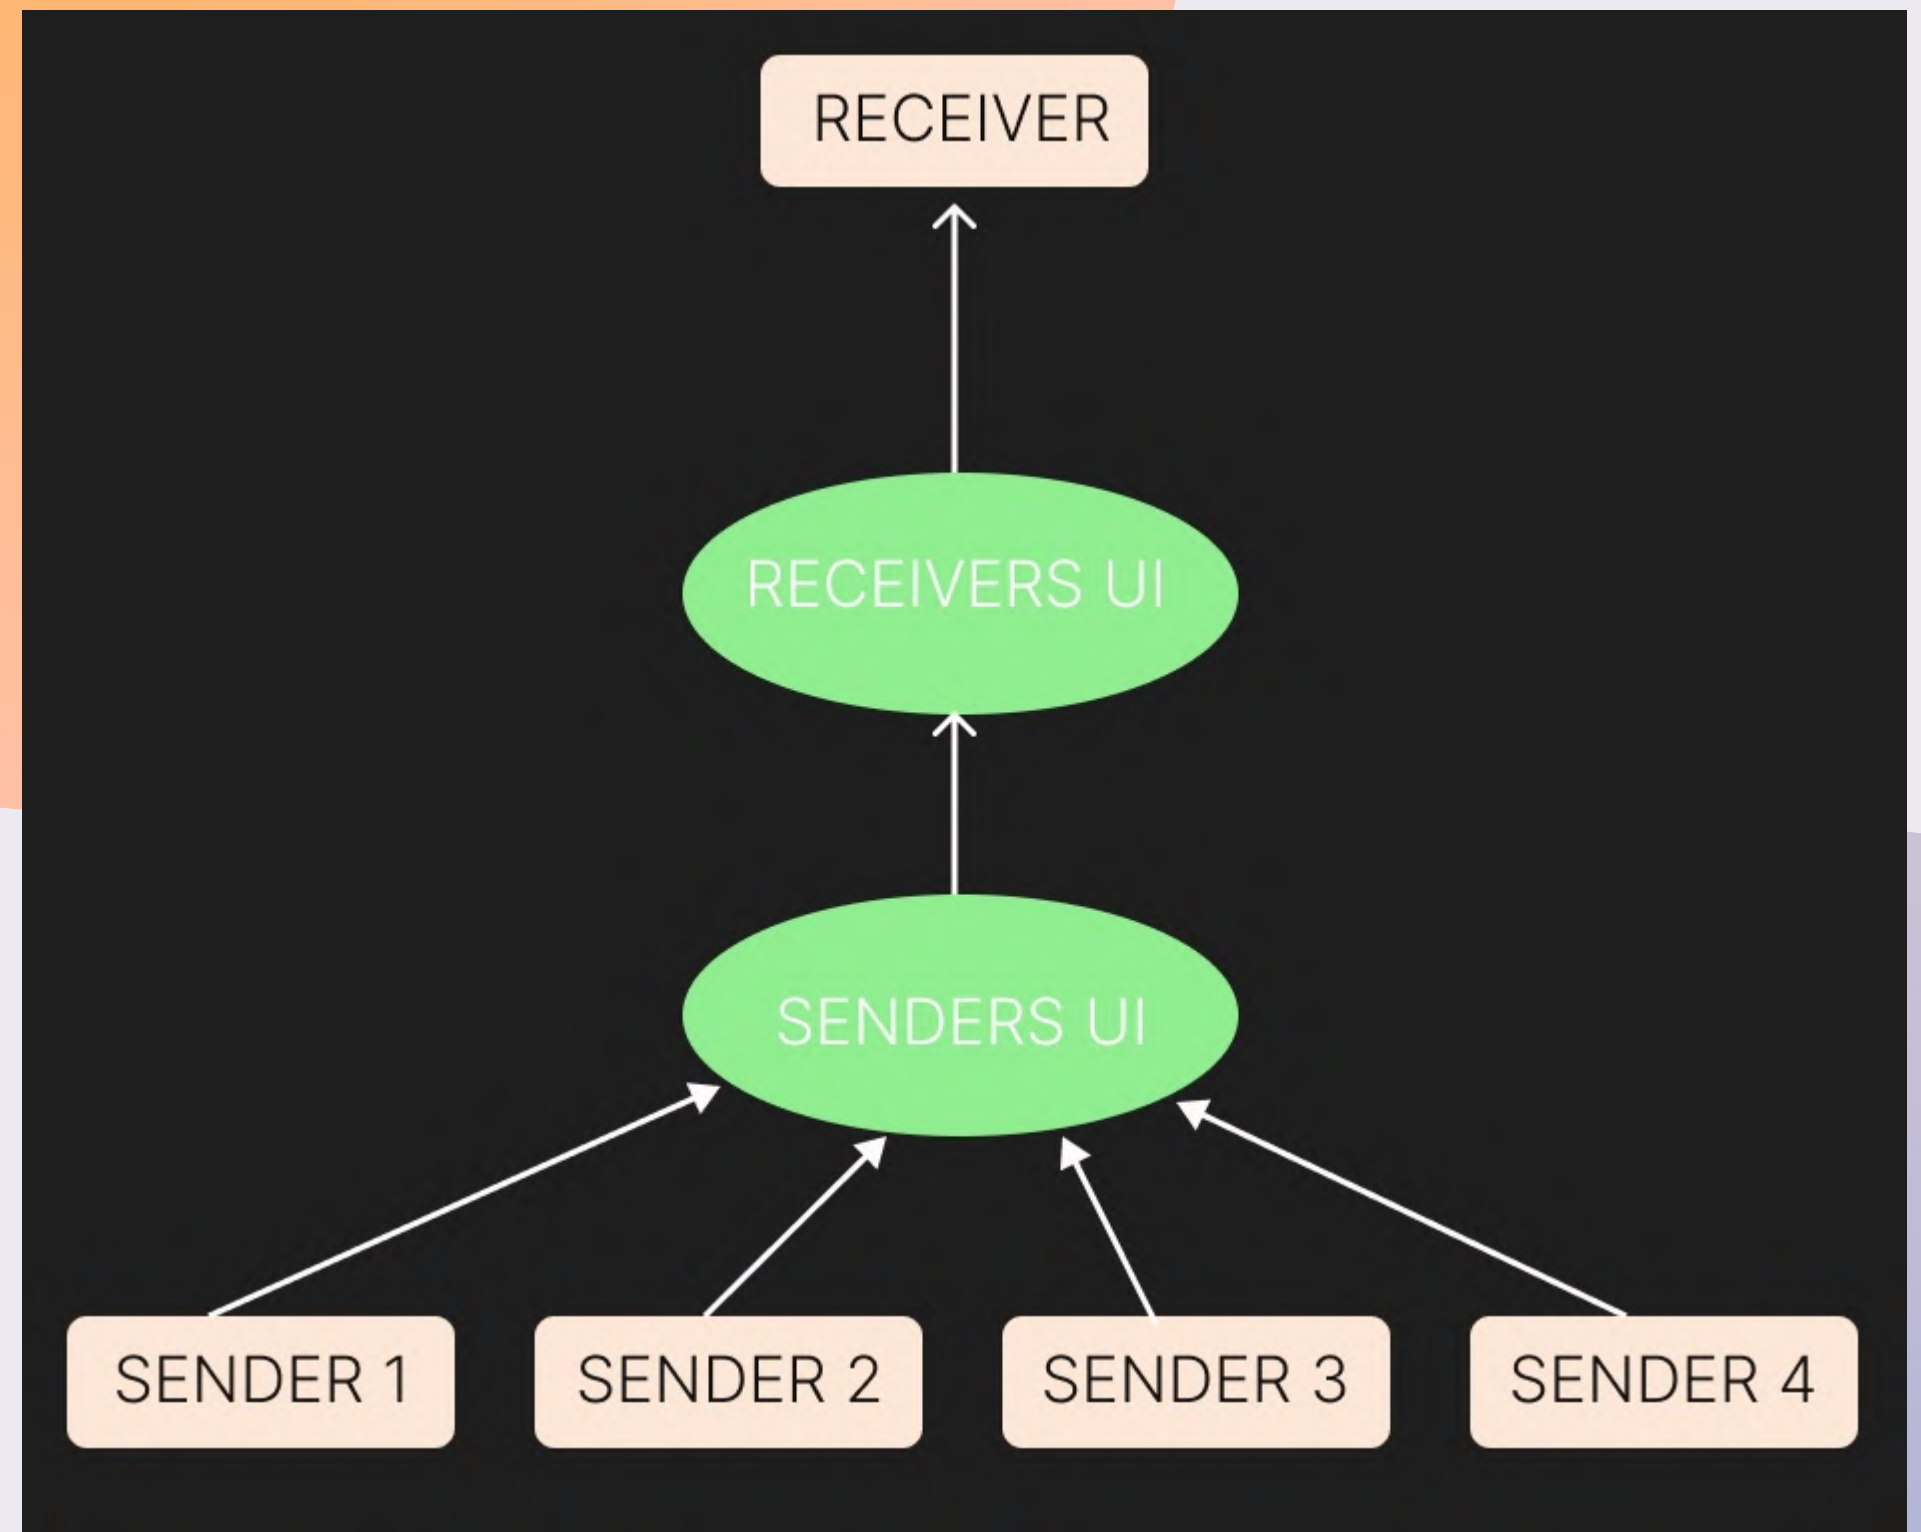 RECEIVER
RECEIVERS UI
SENDERS UI
SENDER 1
SENDER 2
SENDER 3
SENDER 4